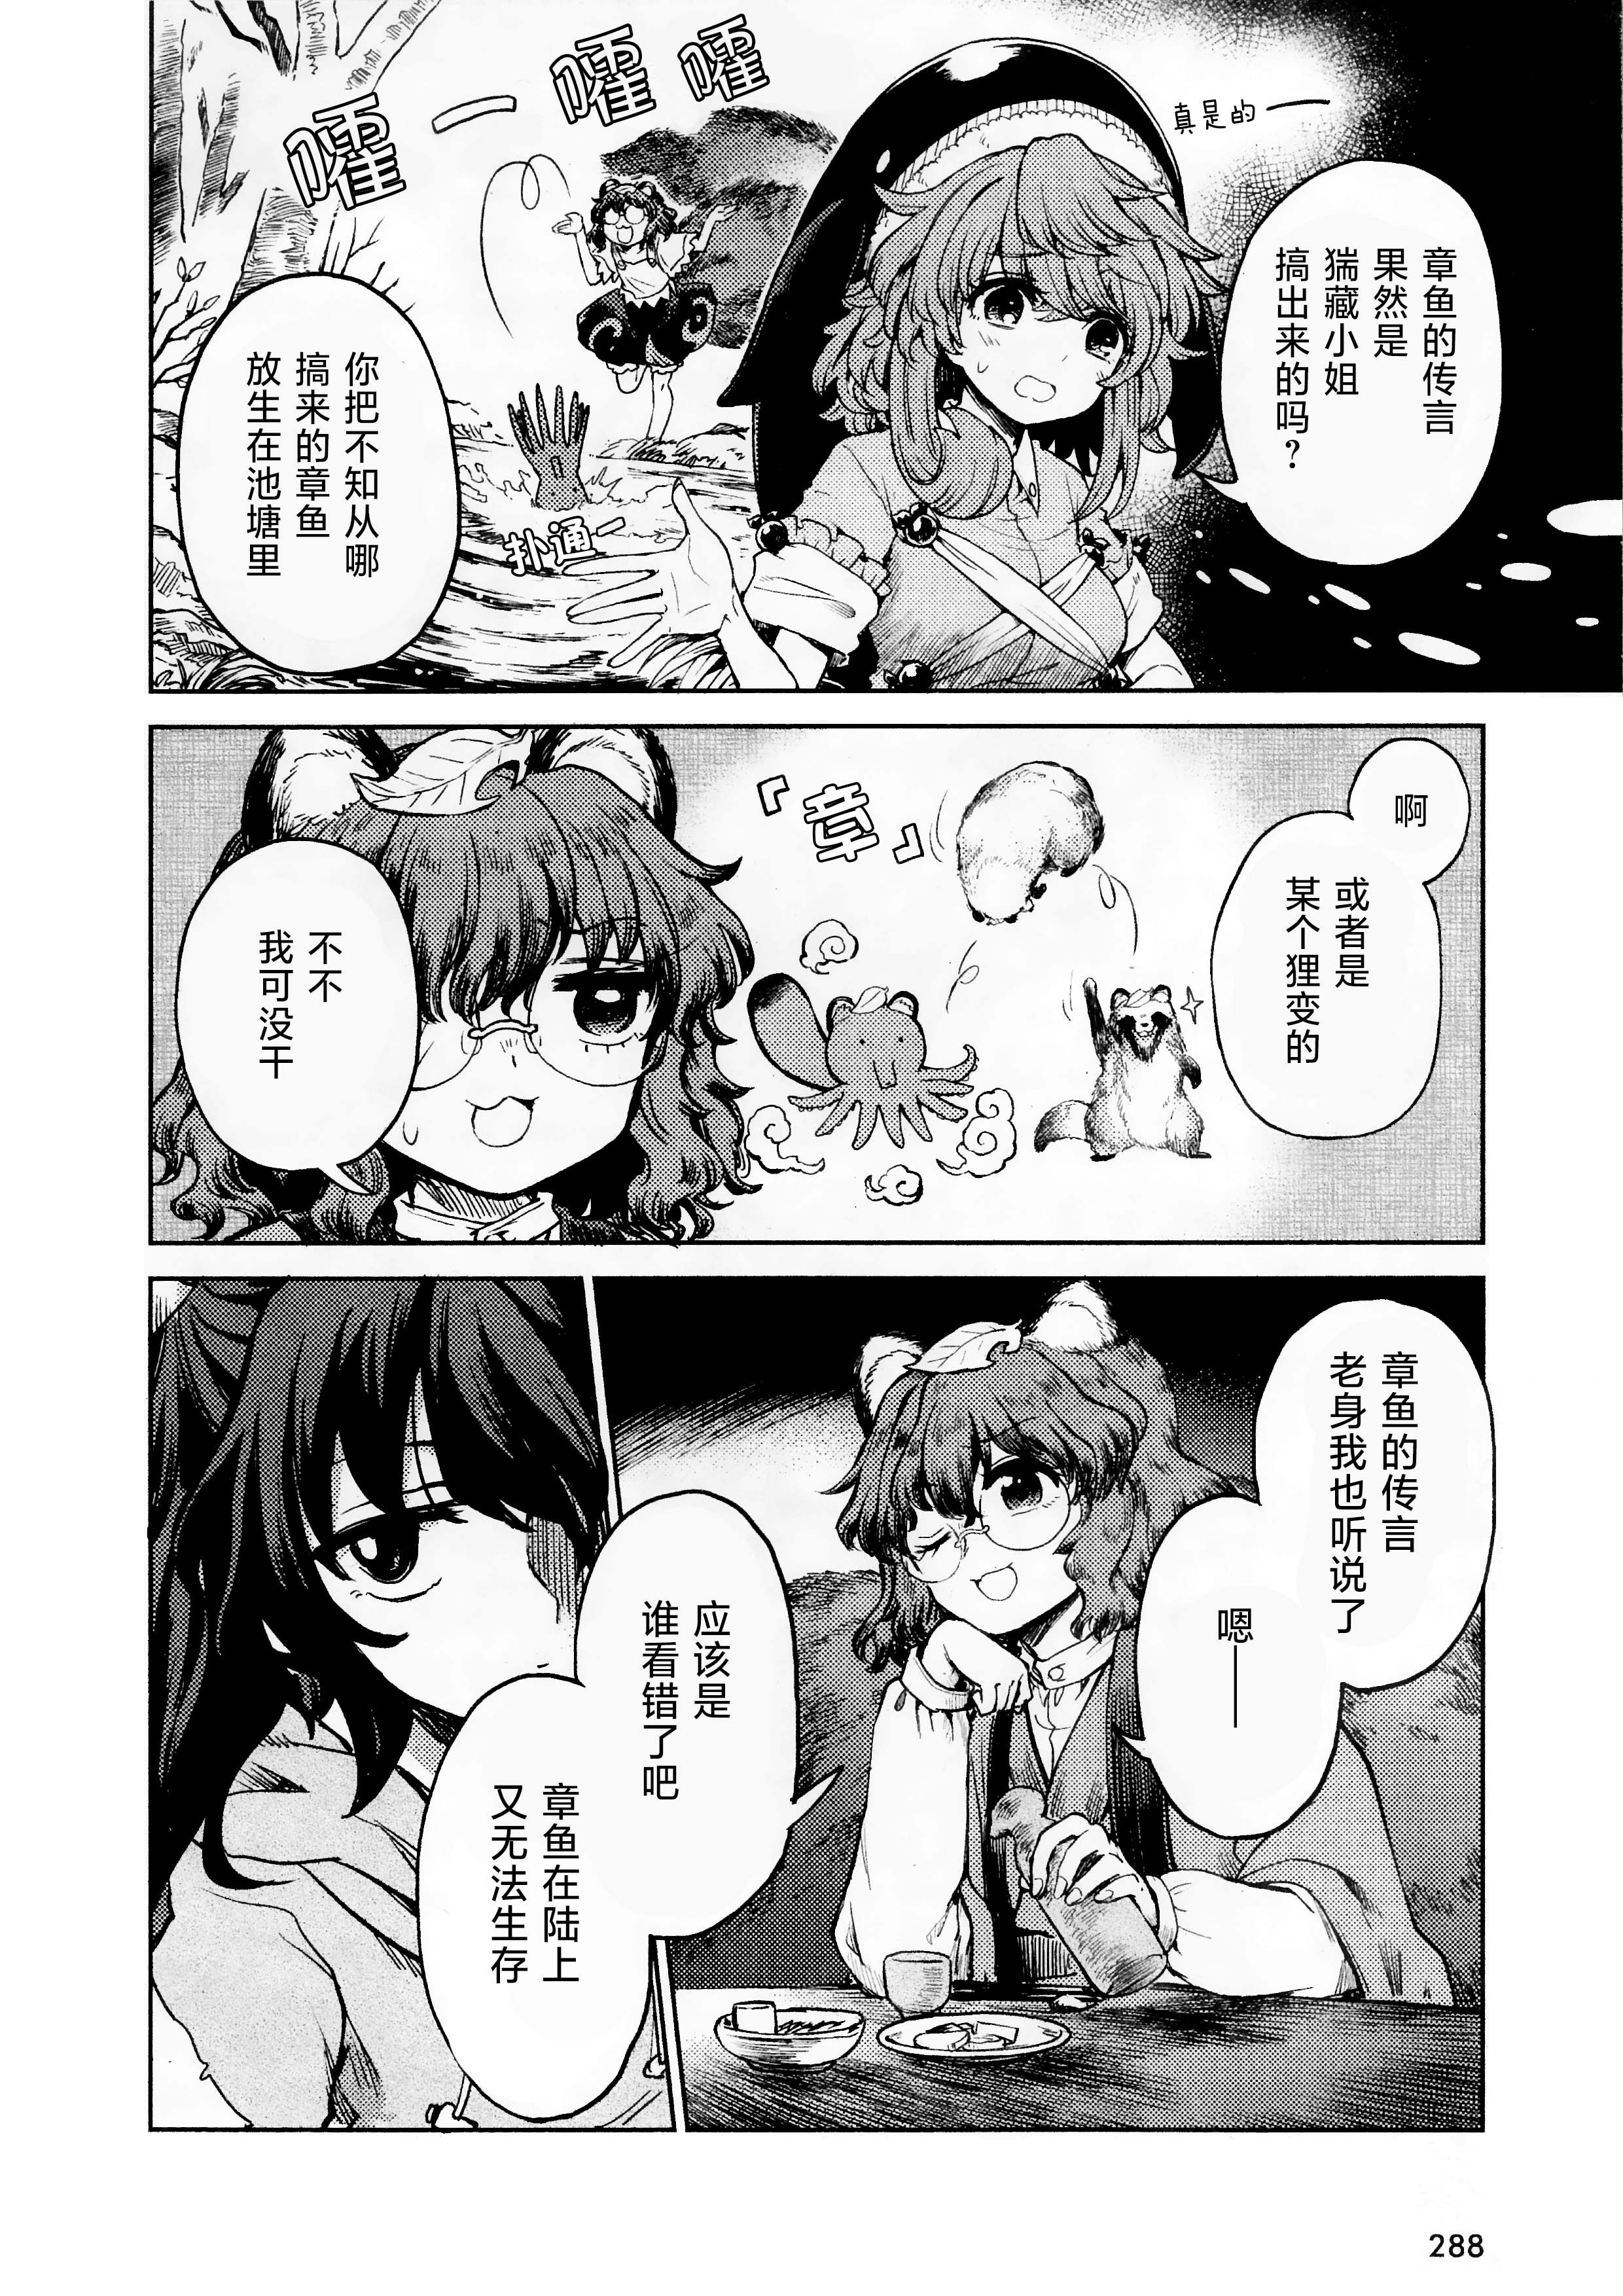 真是的一
章鱼的传言
果然是
猯藏小姐
搞出来的吗？
嚯一嚯嚯
你把不知从哪
搞来的章鱼
放生在池塘里
扑通一
啊
或者是
某个狸变的
『章』
不不
我可没干
章鱼的传言
老身我也听说了
嗯——
应该是
谁看错了吧
章鱼在陆上
又无法生存
288